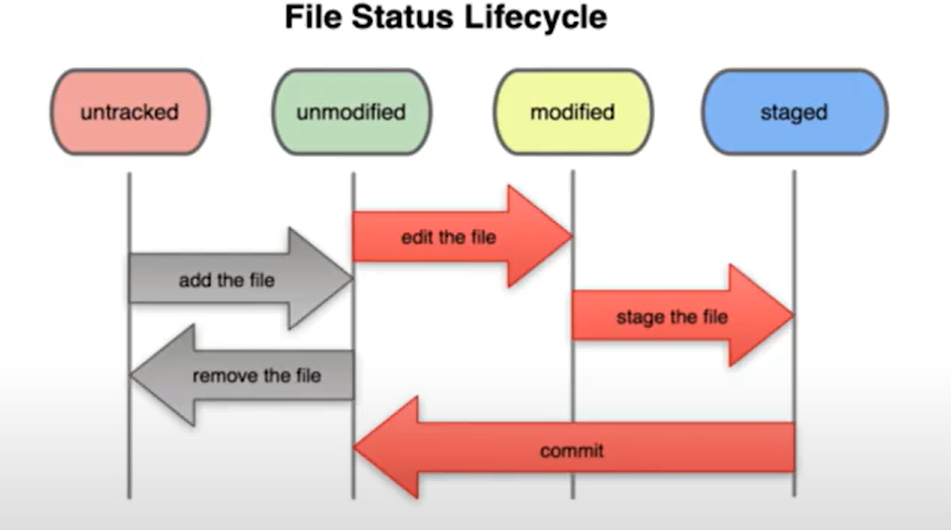 File Status Lifecycle
untracked
unmodified
modified
staged
edit the file
add the file
stage the file
remove the file
commit